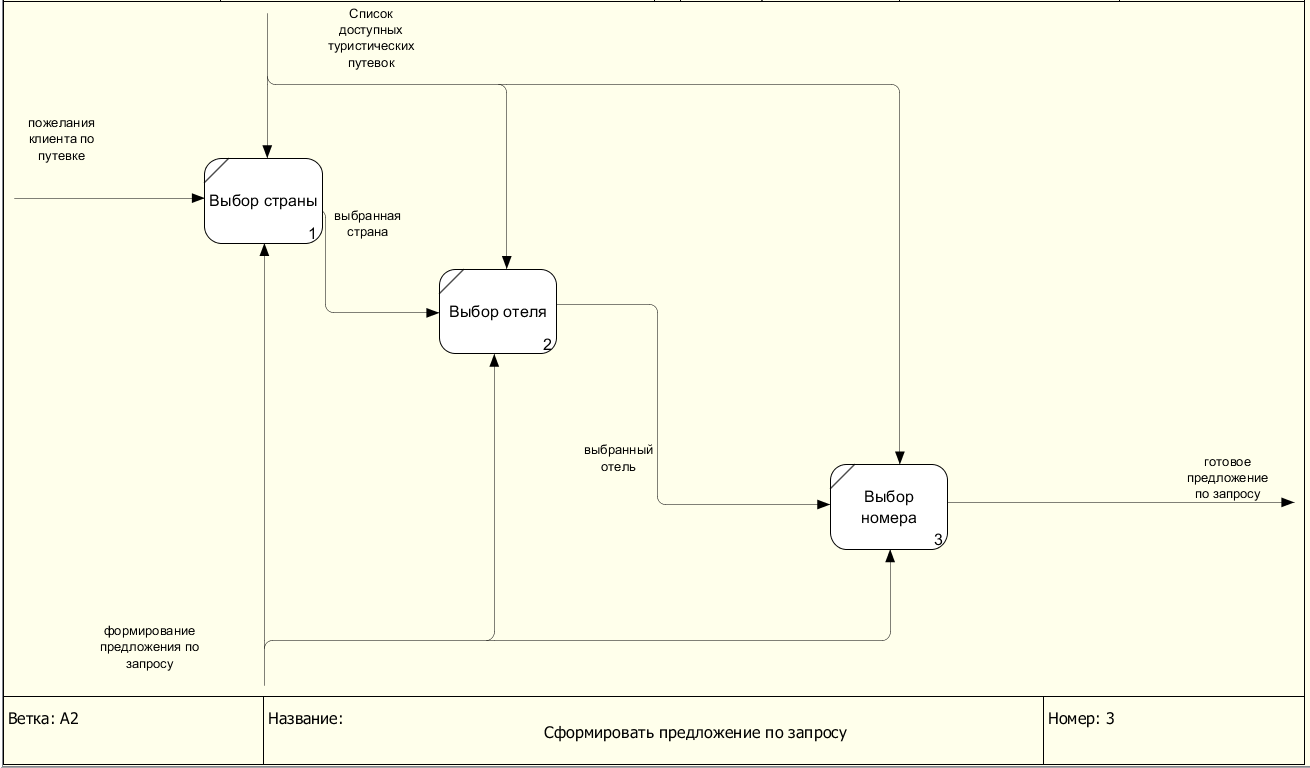 Список
доступных
туристических
путевок
пожелания
клиента по
путевке
Выбор страны
1
выбранная
страна
Выбор отеля
2
выбранный
отель
Выбор
номера
3
готовое
предложение
по запросу
формирование
предложения по
запросу
Ветка: A2
Название:
Сформировать предложение по запросу
Номер: 3